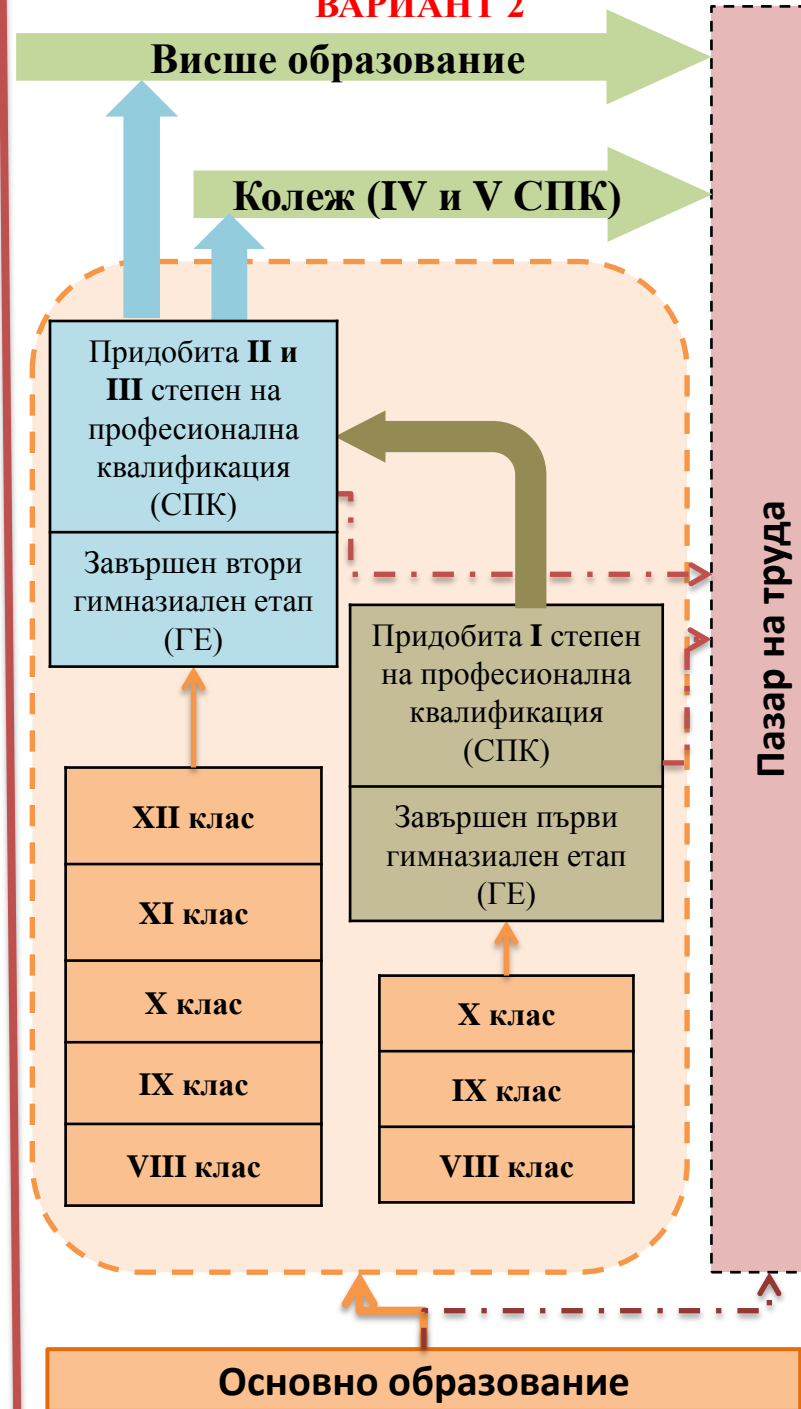 ВАРИАНТ 2
Висше образование
Колеж (IV и V СПК)
Придобита II и
III степен на
професионална
квалификация
(СПК)
Завършен втори
гимназиален етап
(ГЕ)
Придобита I степен
на професионална
квалификация
(СПК)
Завършен първи
гимназиален етап
(ГЕ)
XII клас
XI клас
X клас
IX клас
VIII клас
X клас
IX клас
VIII клас
Пазар на труда
Основно образование